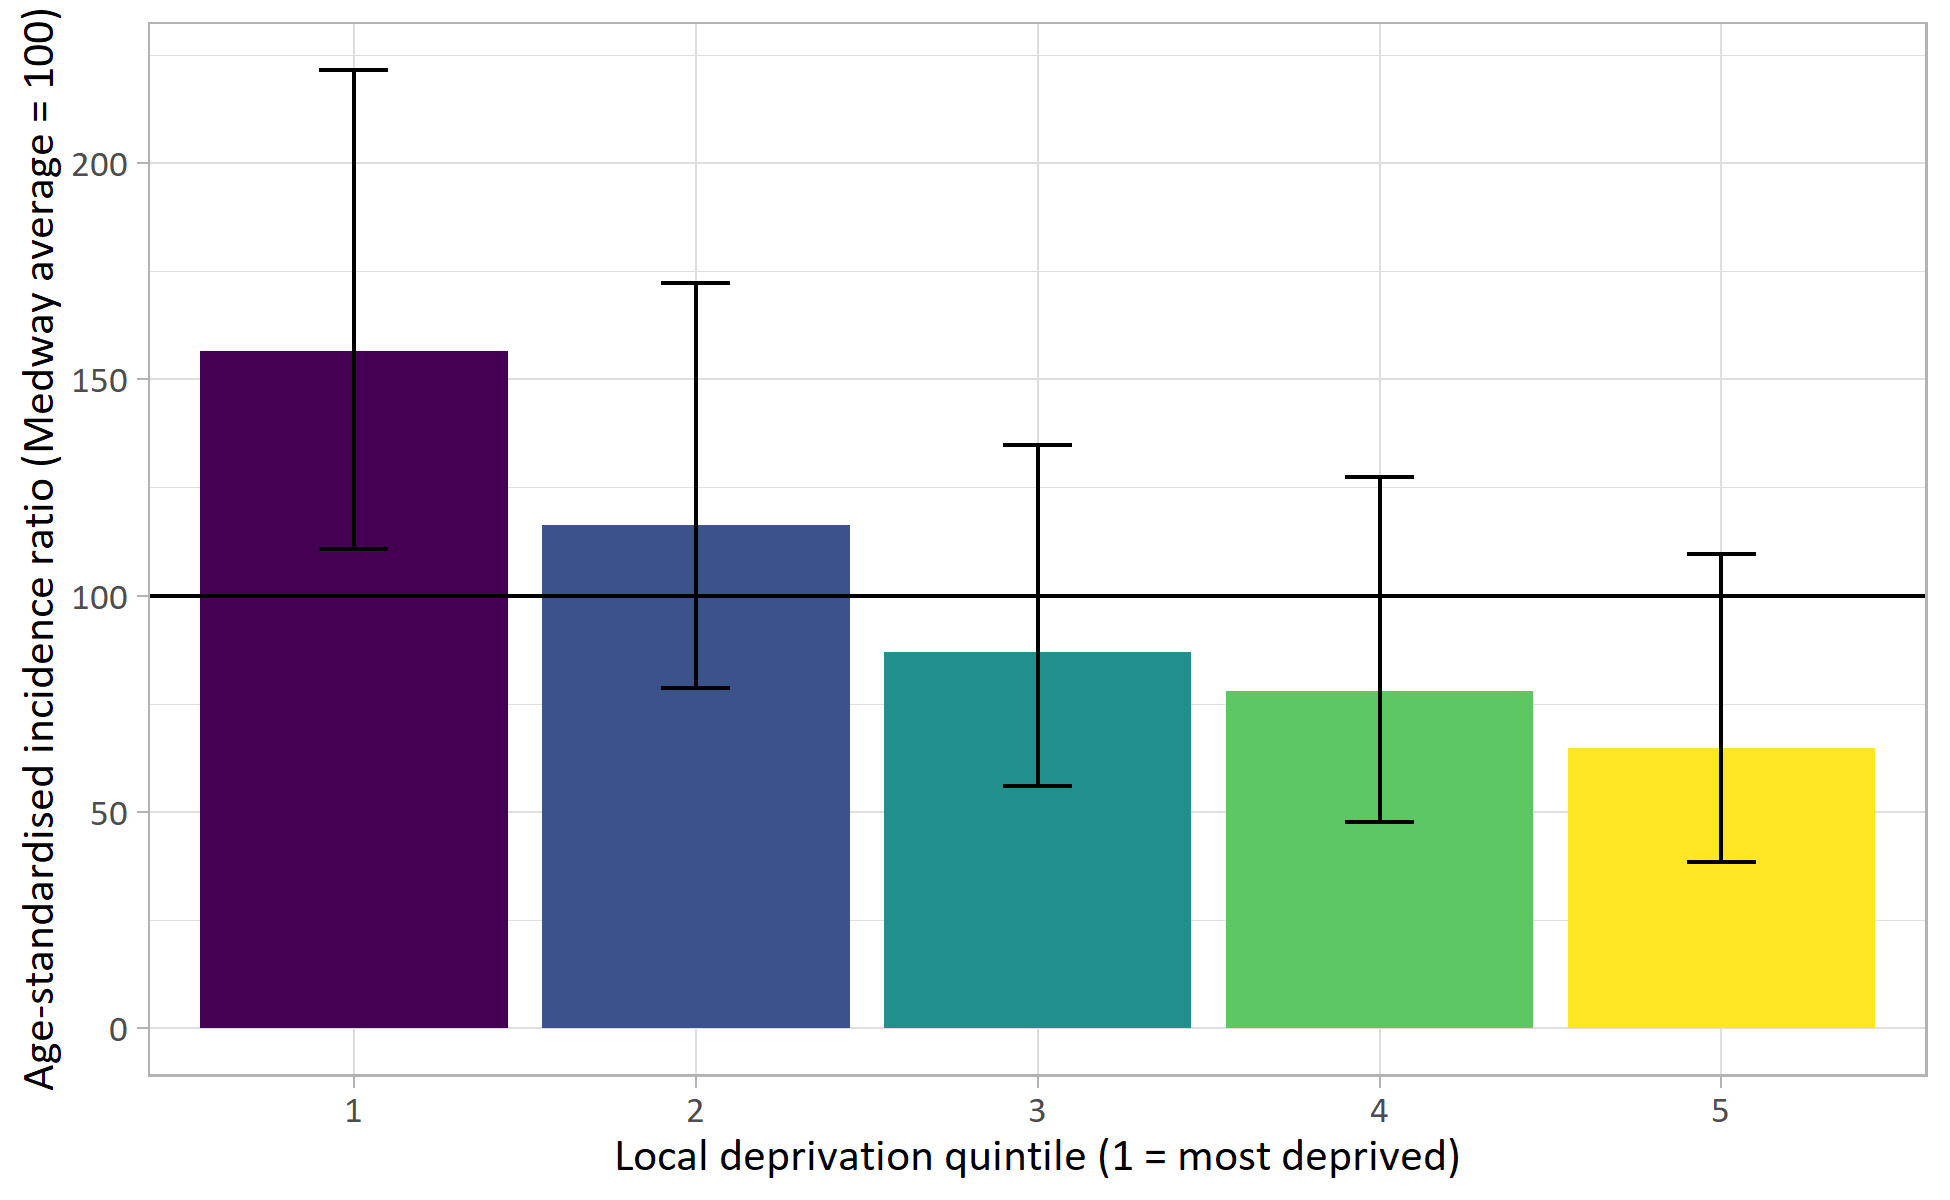 Age-standardised incidence ratio (Medway average = 100)
200
150
100
50
0
1 2 3 4 5
Local deprivation quintile (1 = most deprived)